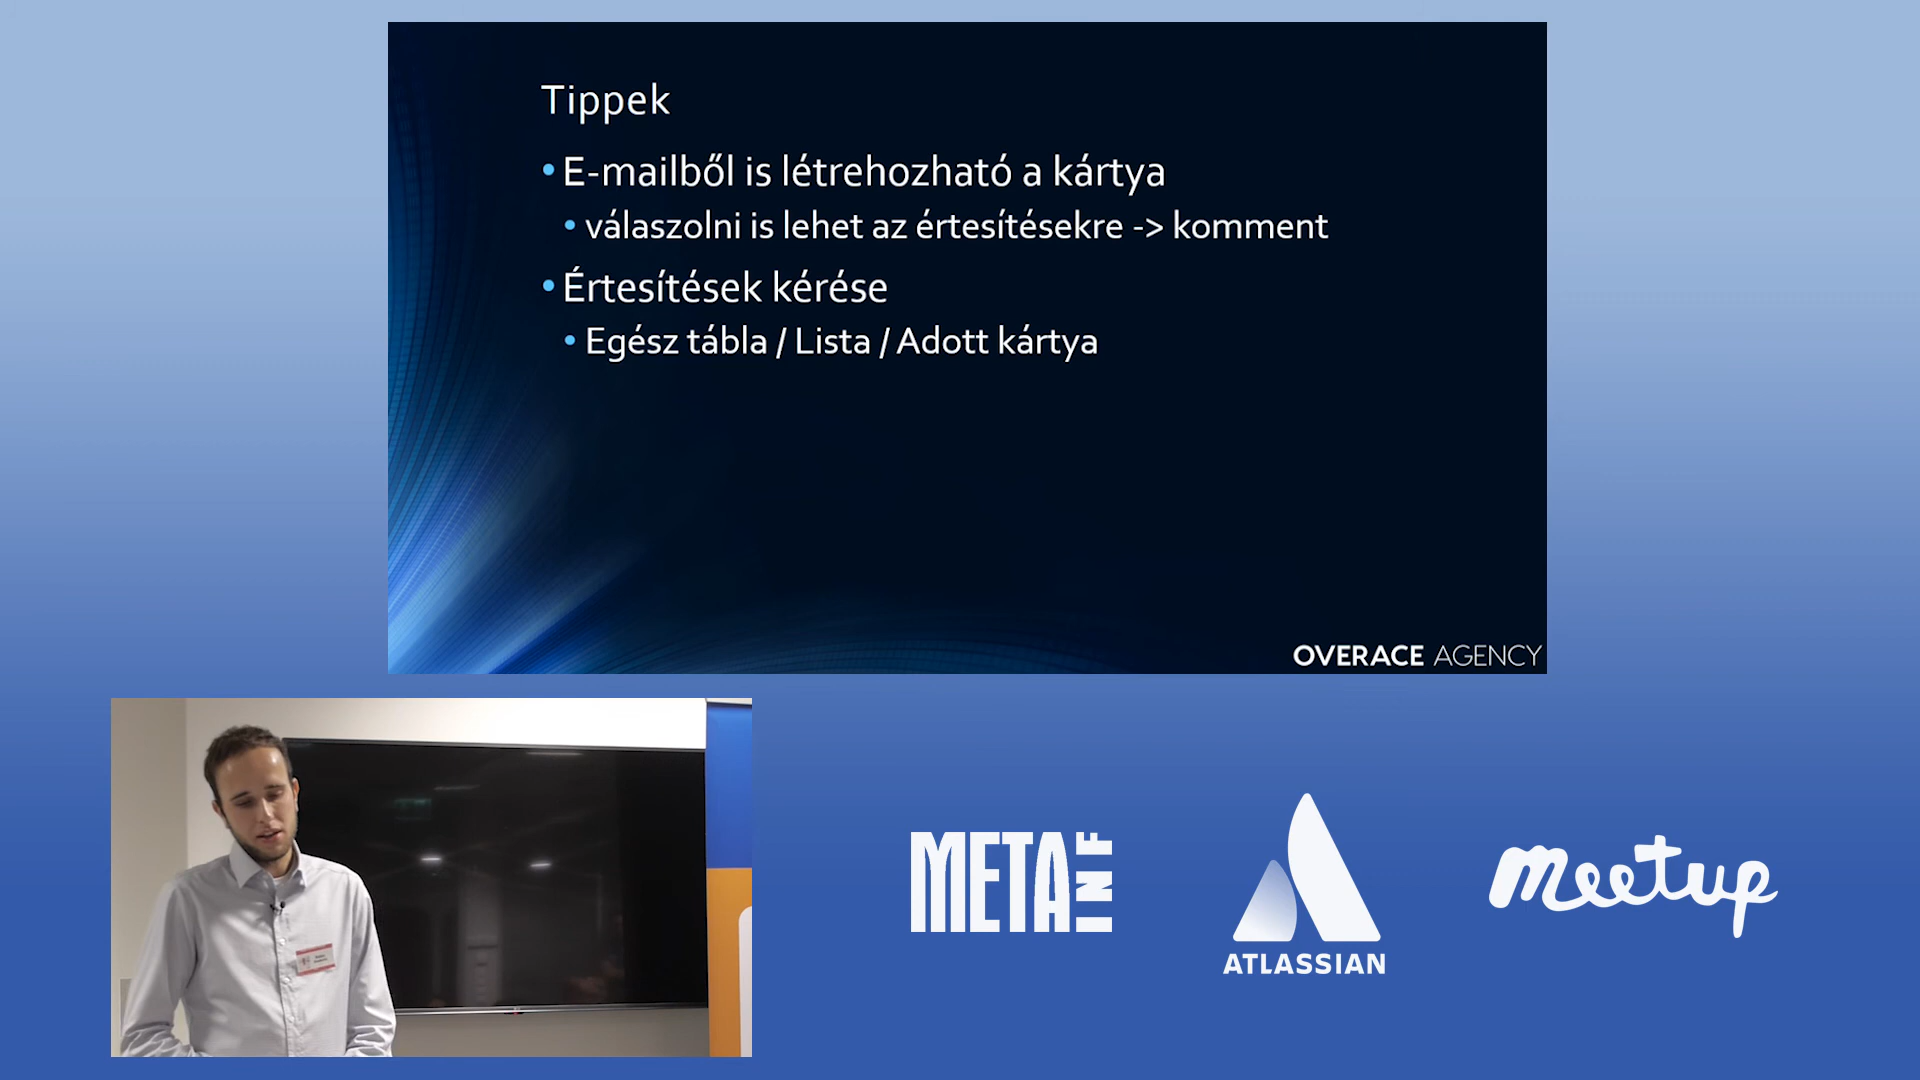 Tippek
• E-mailből is létrehozható a kártya
• válaszolni is lehet az értesítésekre -> komment
• Értesítések kérése
• Egész tábla / Lista / Adott kártya
OVERACE AGENCY
META INF
ATLASSIAN
meetup